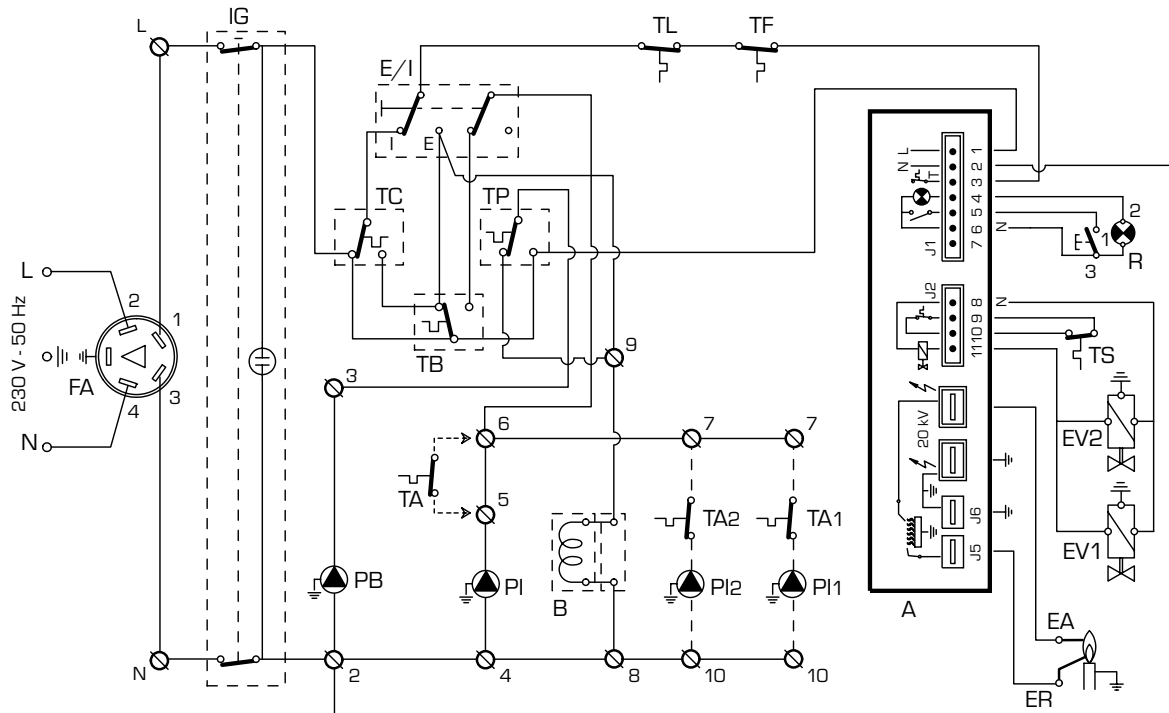 L
IG
TL
TF
E/I
I
E
TC
TP
TB
L
230 V - 50 Hz
FA
N
2
1
3
4
N
3
9
6
7
7
TA
5
TA2
TA1
PB
PI
B
PI2
PI1
2
4
8
10
10
L
N
T
1
2
3
4
5
6
7
J1
N
2
1
3
R
J2
8
9
10
11
N
TS
20 kV
J6
J5
A
EV2
EV1
EA
ER